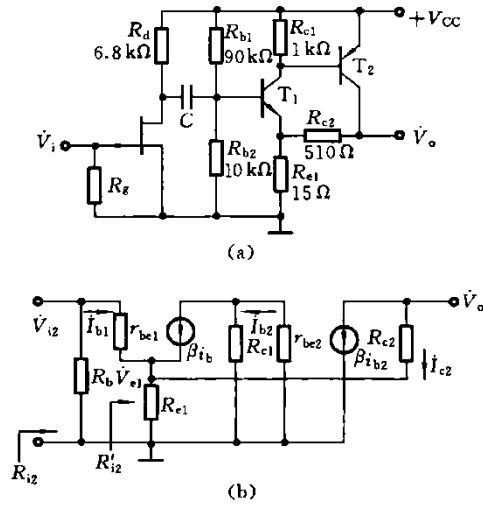 R_d
6.8 kΩ
R_b1
90 kΩ
R_c1
1 kΩ
+V_CC
T_2
T_1
C
V̇_i
R_g
R_b2
10 kΩ
R_c2
510 Ω
V̇_o
R_e1
15 Ω
(a)
V̇_i2
İ_b1
r_be1
βi_b
İ_b2
R_c1
r_be2
βi_b2
R_c2
V̇_o
İ_c2
R_b
V̇_e1
R_e1
R_i2
R'_i2
(b)